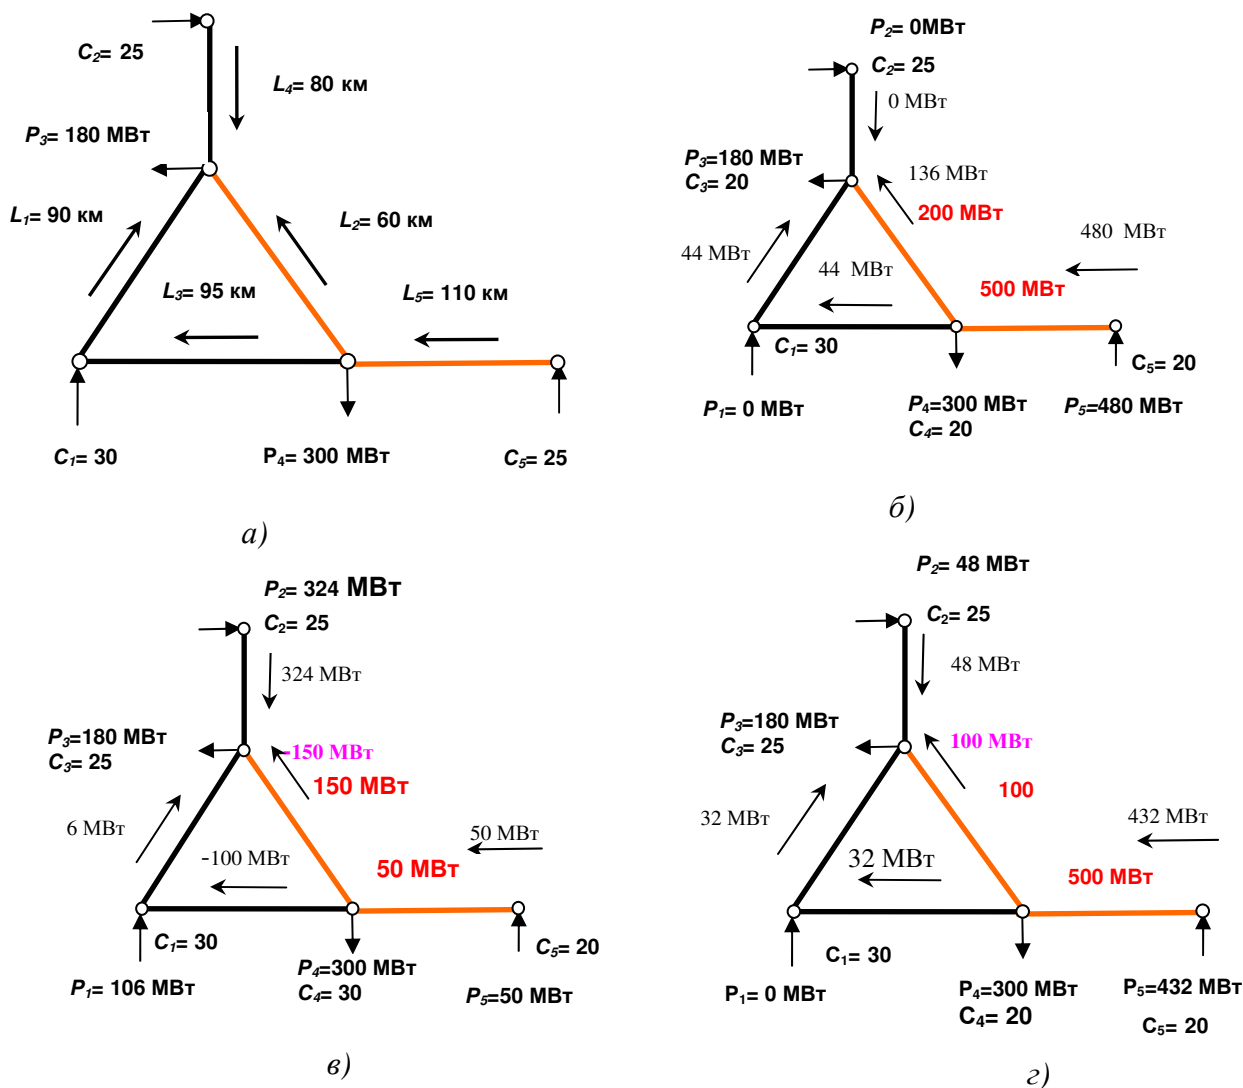 C₂= 25
L₄= 80 км
P₃= 180 МВт
L₁= 90 км
L₂= 60 км
L₃= 95 км
L₅= 110 км
C₁= 30
P₄= 300 МВт
C₅= 25
а)
P₂= 0МВт
C₂= 25
0 МВт
P₃=180 МВт
C₃= 20
136 МВт
200 МВт
44 МВт
44 МВт
480 МВт
500 МВт
C₁= 30
C₅= 20
P₁= 0 МВт
P₄=300 МВт
C₄= 20
P₅=480 МВт
б)
P₂= 324 МВт
C₂= 25
324 МВт
P₃=180 МВт
C₃= 25
-150 МВт
150 МВт
6 МВт
-100 МВт
50 МВт
50 МВт
C₁= 30
C₅= 20
P₁= 106 МВт
P₄=300 МВт
C₄= 30
P₅=50 МВт
в)
P₂= 48 МВт
C₂= 25
48 МВт
P₃=180 МВт
C₃= 25
100 МВт
100
32 МВт
32 МВт
432 МВт
500 МВт
C₁= 30
P₁= 0 МВт
P₄=300 МВт
C₄= 20
P₅=432 МВт
C₅= 20
г)